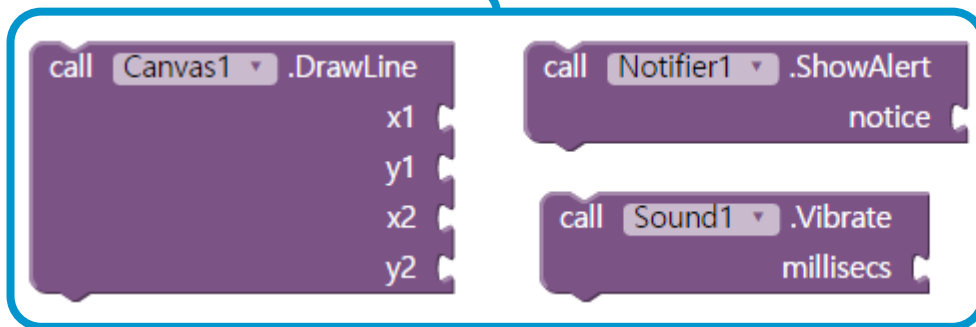 call Canvas1 .DrawLine
x1
y1
x2
y2
call Notifier1 .ShowAlert
notice
call Sound1 .Vibrate
millisecs